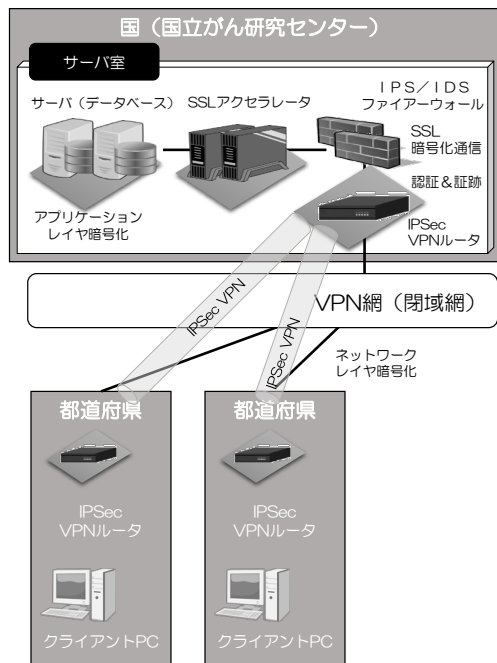 国（国立がん研究センター）
サーバ室
サーバ（データベース）
SSLアクセラレータ
ＩＰＳ／ＩＤＳ
ファイアーウォール
SSL
暗号化通信
認証＆証跡
アプリケーション
レイヤ暗号化
IPSec
VPNルータ
IPSec VPN
IPSec VPN
VPN網（閉域網）
ネットワーク
レイヤ暗号化
都道府県
IPSec
VPNルータ
クライアントPC
都道府県
IPSec
VPNルータ
クライアントPC